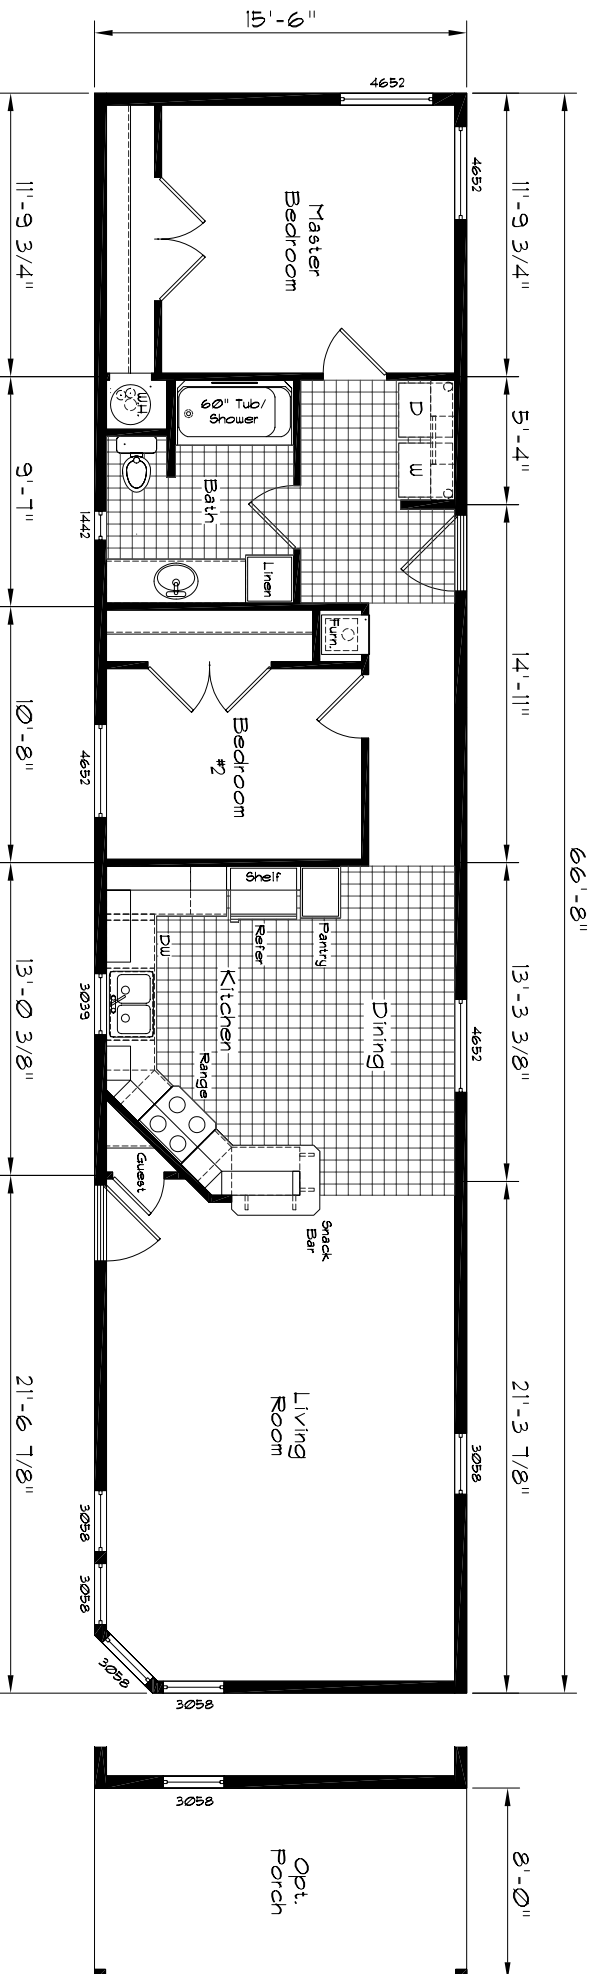 15'-6"
4652
4652
11'-9 3/4"
11'-9 3/4"
Master
Bedroom
66'-8"
WH
60" Tub/
Shower
D
W
5'-4"
9'-7"
Bath
1442
Linen
Furn.
14'-11"
10'-8"
Bedroom
#2
4652
Shelf
Pantry
Refer
DW
Kitchen
Dining
Range
3039
4652
13'-0 3/8"
13'-3 3/8"
Guest
Snack
Bar
Living
Room
21'-6 7/8"
21'-3 7/8"
3058
3058
3058
3058
3058
3058
Opt.
Porch
8'-0"